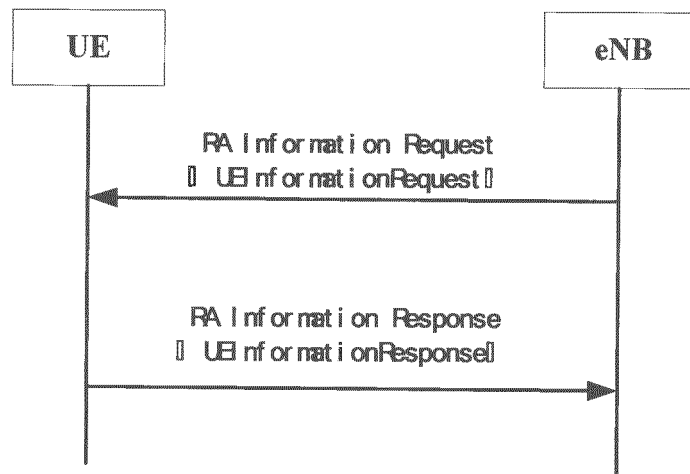 UE
eNB
RA Information Request
▯ UEInformationRequest▯
RA Information Response
▯ UEInformationResponse▯